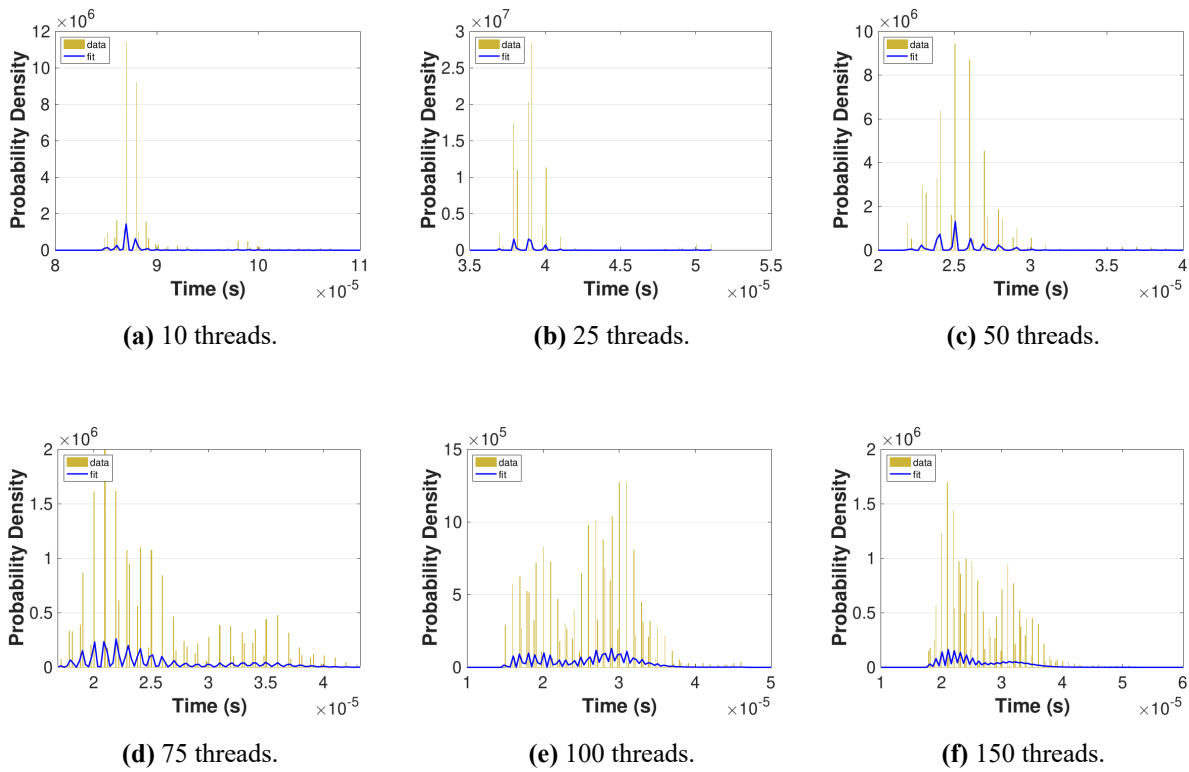 ×10^6
12
10
8
6
4
2
0
Probability Density
data
fit
8 9 10 11
Time (s)
×10^-5
(a) 10 threads.
×10^7
3
2.5
2
1.5
1
0.5
0
Probability Density
data
fit
3.5 4 4.5 5 5.5
Time (s)
×10^-5
(b) 25 threads.
×10^6
10
8
6
4
2
0
Probability Density
data
fit
2 2.5 3 3.5 4
Time (s)
×10^-5
(c) 50 threads.
×10^6
2
1.5
1
0.5
0
Probability Density
data
fit
2 2.5 3 3.5 4
Time (s)
×10^-5
(d) 75 threads.
×10^5
15
10
5
0
Probability Density
data
fit
1 2 3 4 5
Time (s)
×10^-5
(e) 100 threads.
×10^6
2
1.5
1
0.5
0
Probability Density
data
fit
1 2 3 4 5 6
Time (s)
×10^-5
(f) 150 threads.